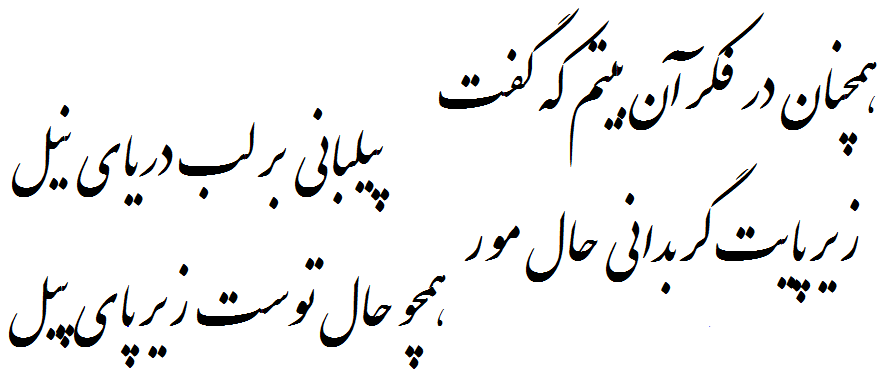 همچنان در فکر آن بیتم که گفت
پیلبانی بر لب دریای نیل
زیر پایت گر بدانی حال مور
همچو حال توست زیر پای پیل